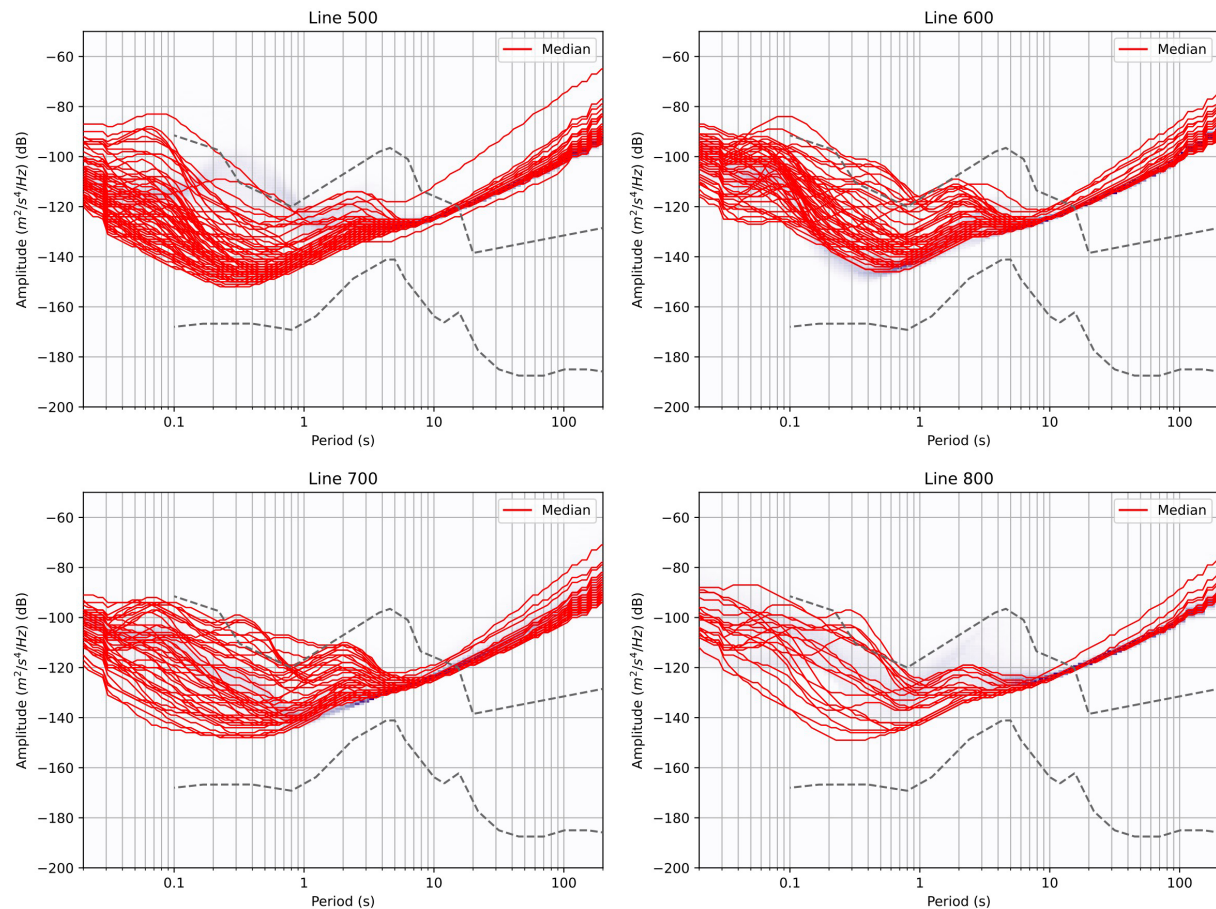 Line 500
Median
−60
−80
−100
−120
−140
−160
−180
−200
Amplitude (m²/s⁴/Hz) (dB)
0.1 1 10 100
Period (s)
Line 600
Median
−60
−80
−100
−120
−140
−160
−180
−200
Amplitude (m²/s⁴/Hz) (dB)
0.1 1 10 100
Period (s)
Line 700
Median
−60
−80
−100
−120
−140
−160
−180
−200
Amplitude (m²/s⁴/Hz) (dB)
0.1 1 10 100
Period (s)
Line 800
Median
−60
−80
−100
−120
−140
−160
−180
−200
Amplitude (m²/s⁴/Hz) (dB)
0.1 1 10 100
Period (s)